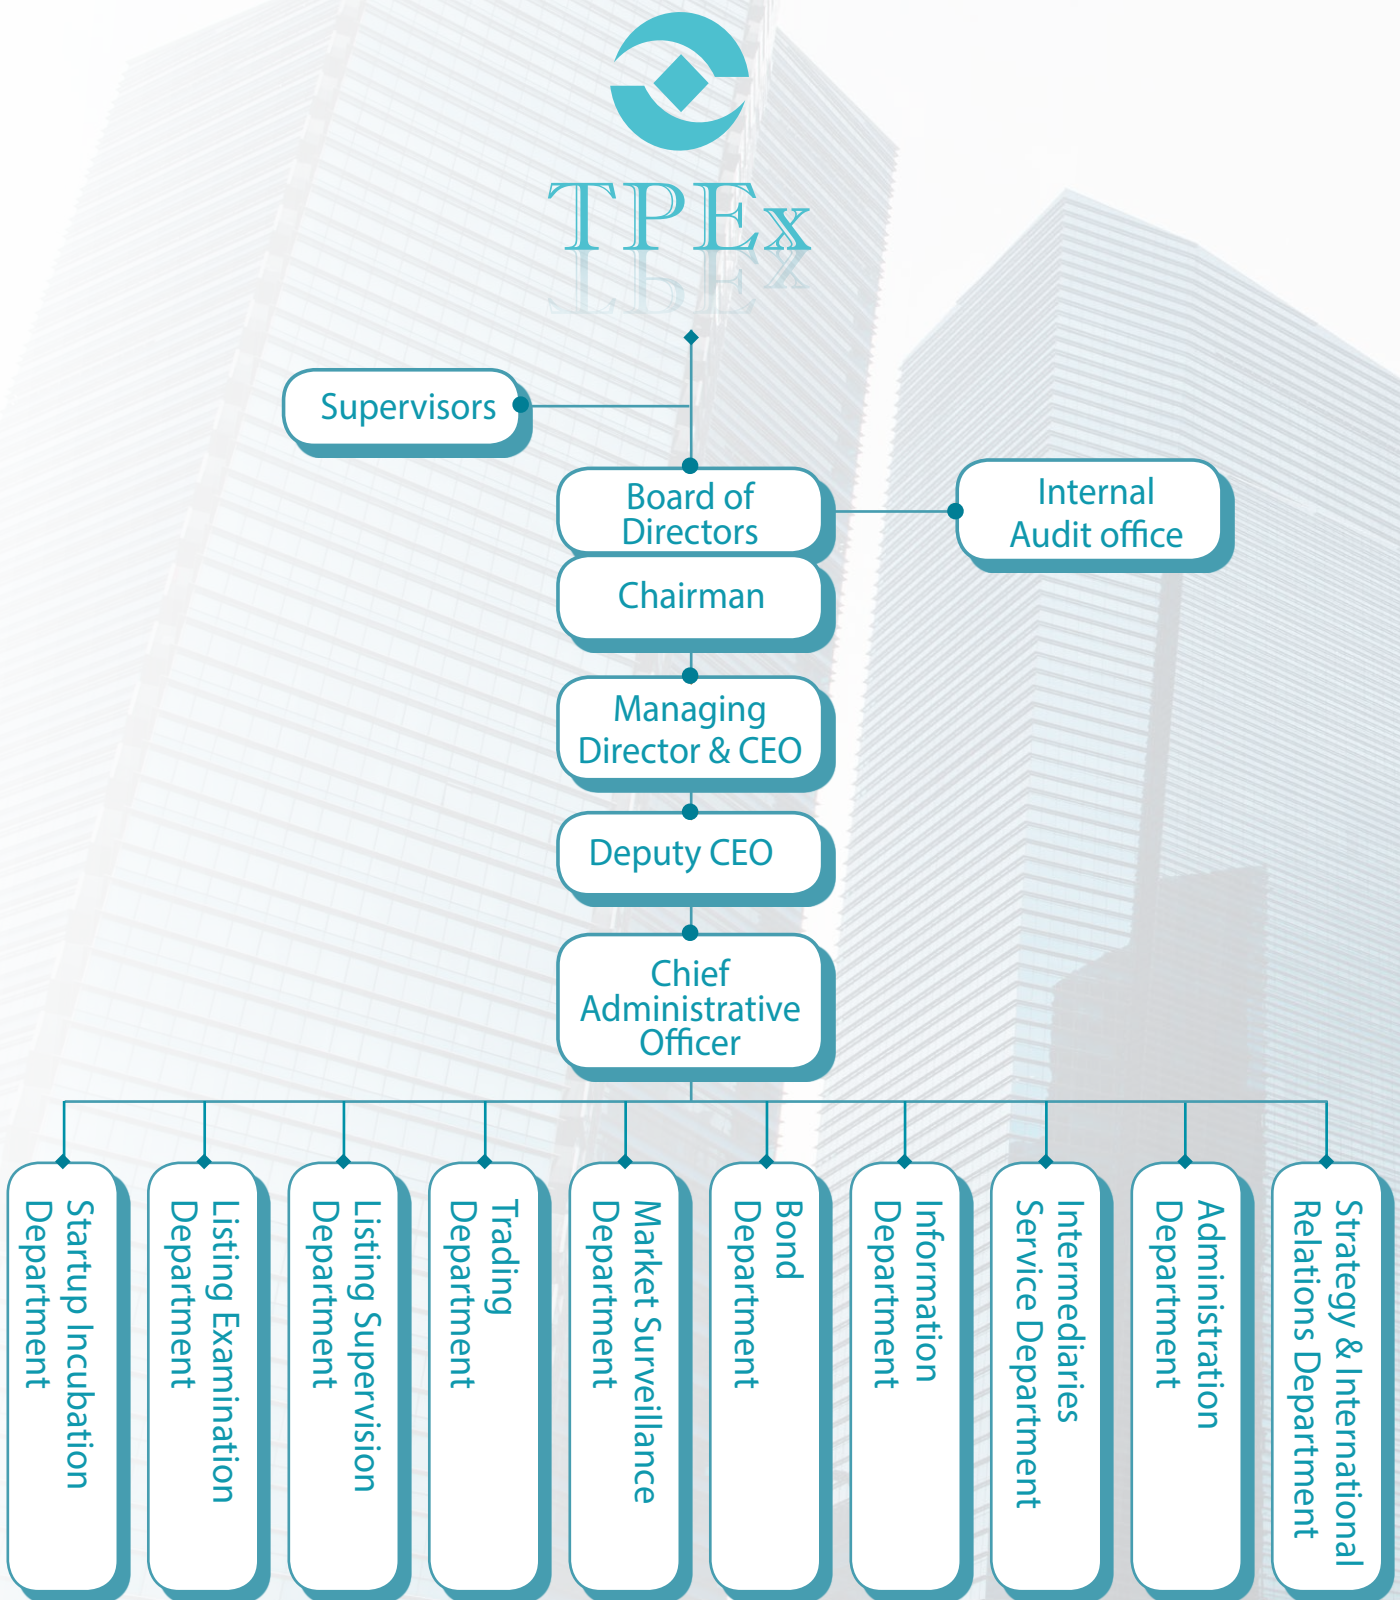 TPEx
Supervisors
Board of
Directors
Internal
Audit office
Chairman
Managing
Director & CEO
Deputy CEO
Chief
Administrative
Officer
Startup Incubation
Department
Listing Examination
Department
Listing Supervision
Department
Trading
Department
Market Surveillance
Department
Bond
Department
Information
Department
Intermediaries
Service Department
Administration
Department
Strategy & International
Relations Department